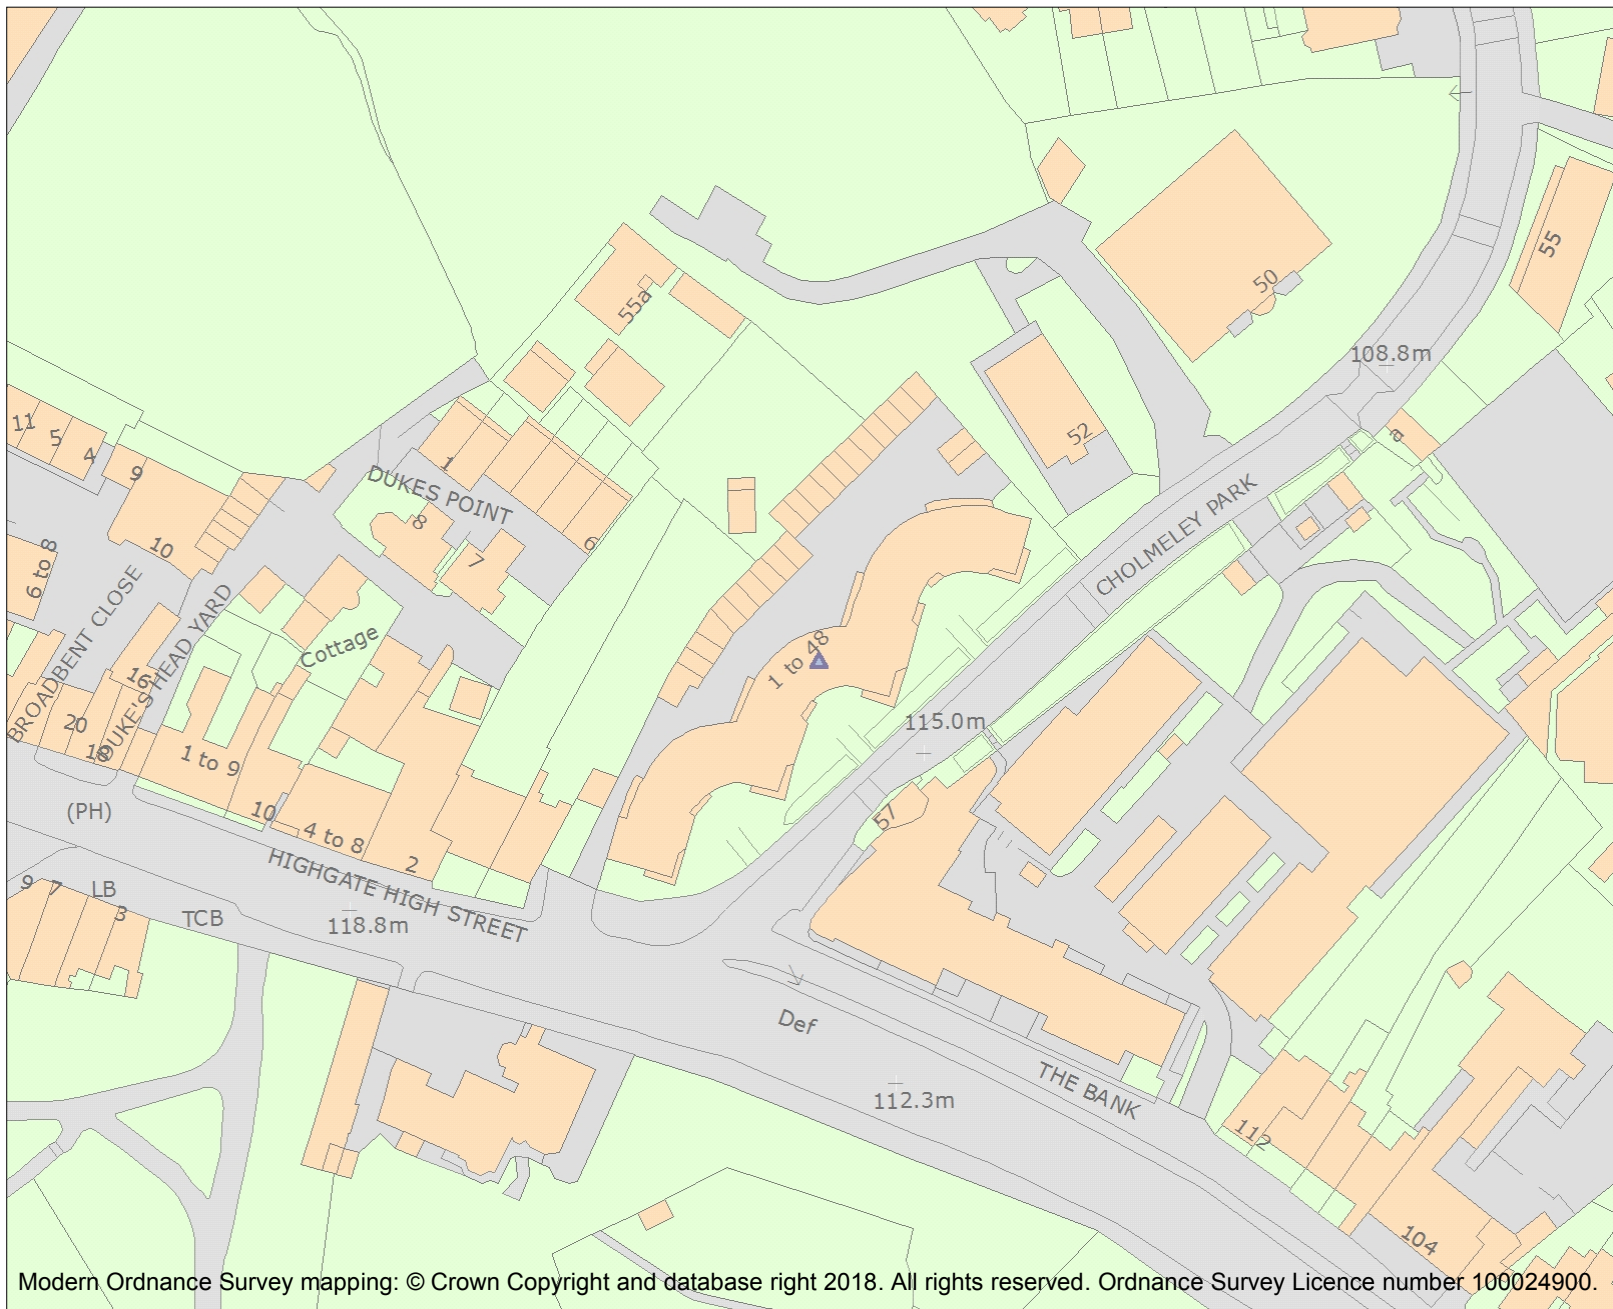 55
50
55a
108.8m
11
5
4
9
1
52
a
DUKES POINT
8
6
7
10
6 to 8
CHOLMELEY PARK
BROADBENT CLOSE
DUKE'S HEAD YARD
Cottage
1 to 48
16
20
18
1 to 9
115.0m
(PH)
10
4 to 8
2
57
HIGHGATE HIGH STREET
9
7
LB
3
TCB
118.8m
Def
THE BANK
112.3m
112
104
Modern Ordnance Survey mapping: © Crown Copyright and database right 2018. All rights reserved. Ordnance Survey Licence number 100024900.